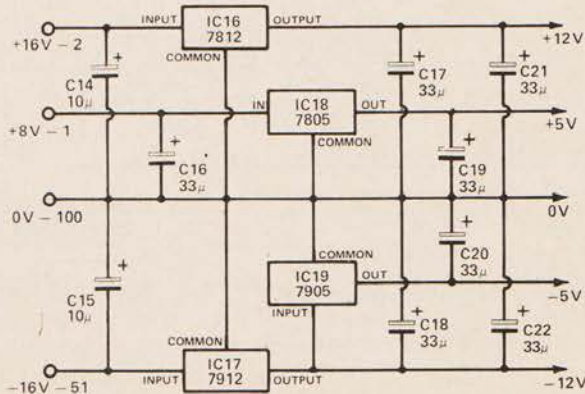 INPUT IC16 7812 OUTPUT
COMMON
+16V – 2
+12V
C14 10µ
+
C17 33µ
+
C21 33µ
+
+8V – 1
IN IC18 7805 OUT
COMMON
+5V
C16 33µ
+
C19 33µ
+
0V – 100
0V
C20 33µ
+
COMMON
IC19 7905 OUT
INPUT
–5V
C15 10µ
+
C18 33µ
+
C22 33µ
+
COMMON
INPUT IC17 7912 OUTPUT
–16V – 51
–12V